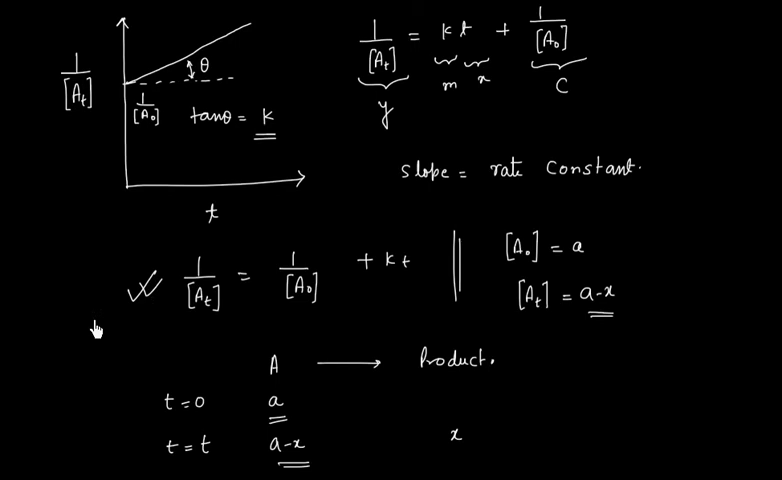 1/[At] = kt + 1/[A0]
y m x C
1/[At]
θ
1/[A0]
tanθ = k
t
slope = rate constant.
1/[At] = 1/[A0] + kt
[A0] = a
[At] = a-x
A ⟶ Product.
t=0 a
t=t a-x x